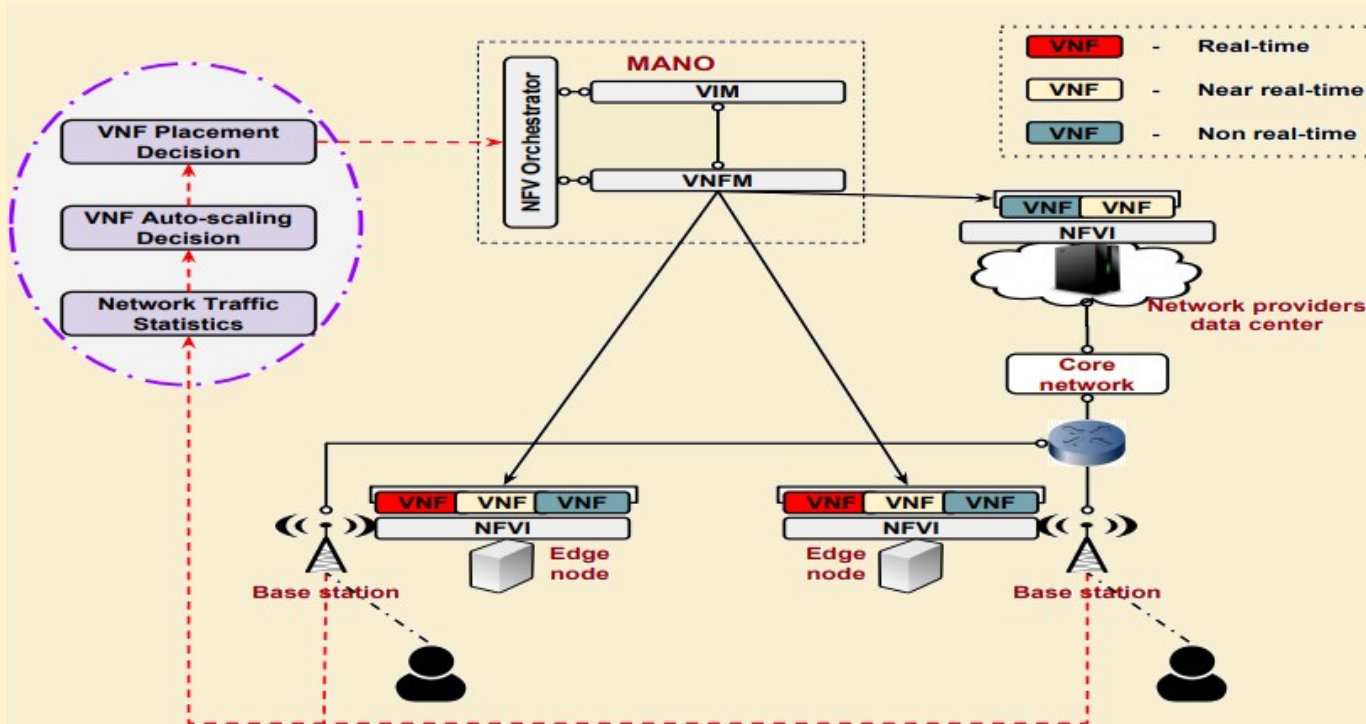 MANO
VIM
NFV Orchestrator
VNFM
VNF - Real-time
VNF - Near real-time
VNF - Non real-time
VNF Placement
Decision
VNF Auto-scaling
Decision
Network Traffic
Statistics
VNF VNF
NFVI
Network providers
data center
Core
network
VNF VNF VNF
NFVI
Edge
node
Base station
VNF VNF VNF
NFVI
Edge
node
Base station